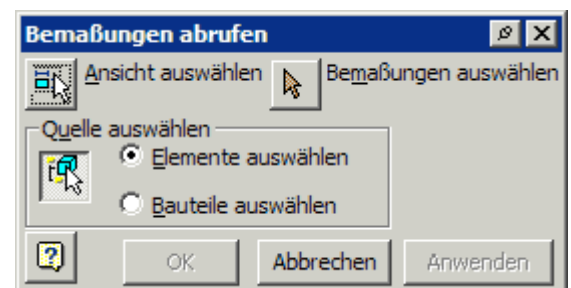 Bemaßungen abrufen
Ansicht auswählen Bemaßungen auswählen
Quelle auswählen
Elemente auswählen
Bauteile auswählen
OK Abbrechen Anwenden